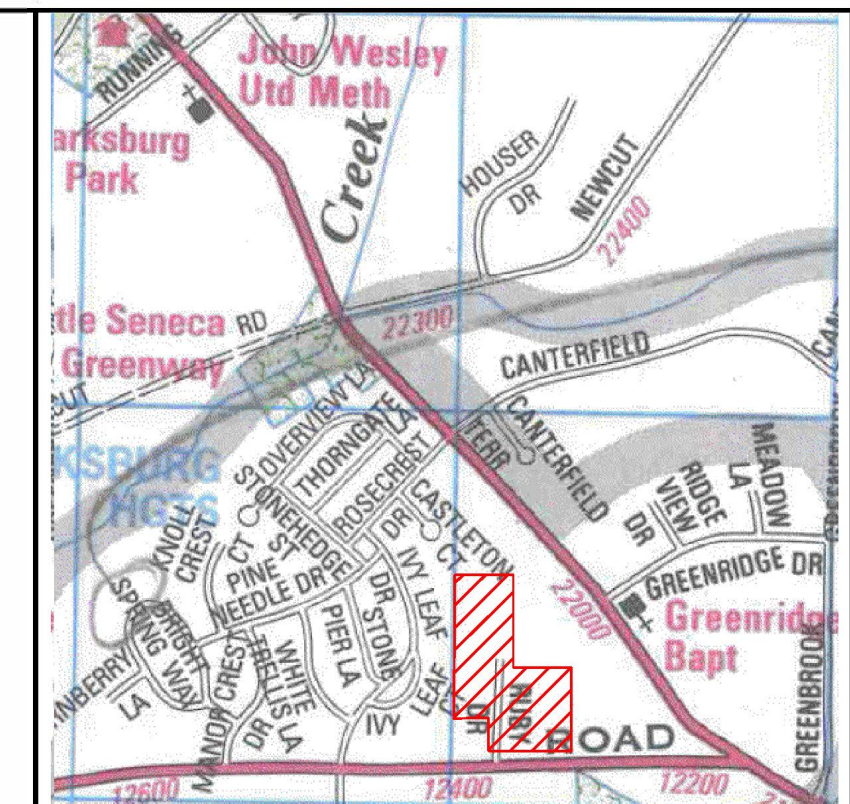 RUNNING
John Wesley
Utd Meth
arksburg
Park
Creek
HOUSER
DR
NEWCUT
22400
tle Seneca
Greenway
RD
22300
CUT
CANTERFIELD
CAN
OVERVIEW LA
THORNGATE
LA
ROSECREST
DR
TERR
CANTERFIELD
KSBURG
HGTS
STONEHEDGE
ST
CASTLETON
CT
KNOLL
CREST
CT
PINE
NEEDLE DR
IVY LEAF
DR
STONE
PIER LA
RIDGE
VIEW
DR
MEADOW
LA
GREENRIDGE DR
22000
Greenridge
Bapt
SPRING
BRIGHT
WAY
NBERRY
LA
MANOR CREST
TRELLIS LA
WHITE
DR
IVY
LEAF
DR
RUBY
ROAD
GREENBROOK
12600
12400
12200